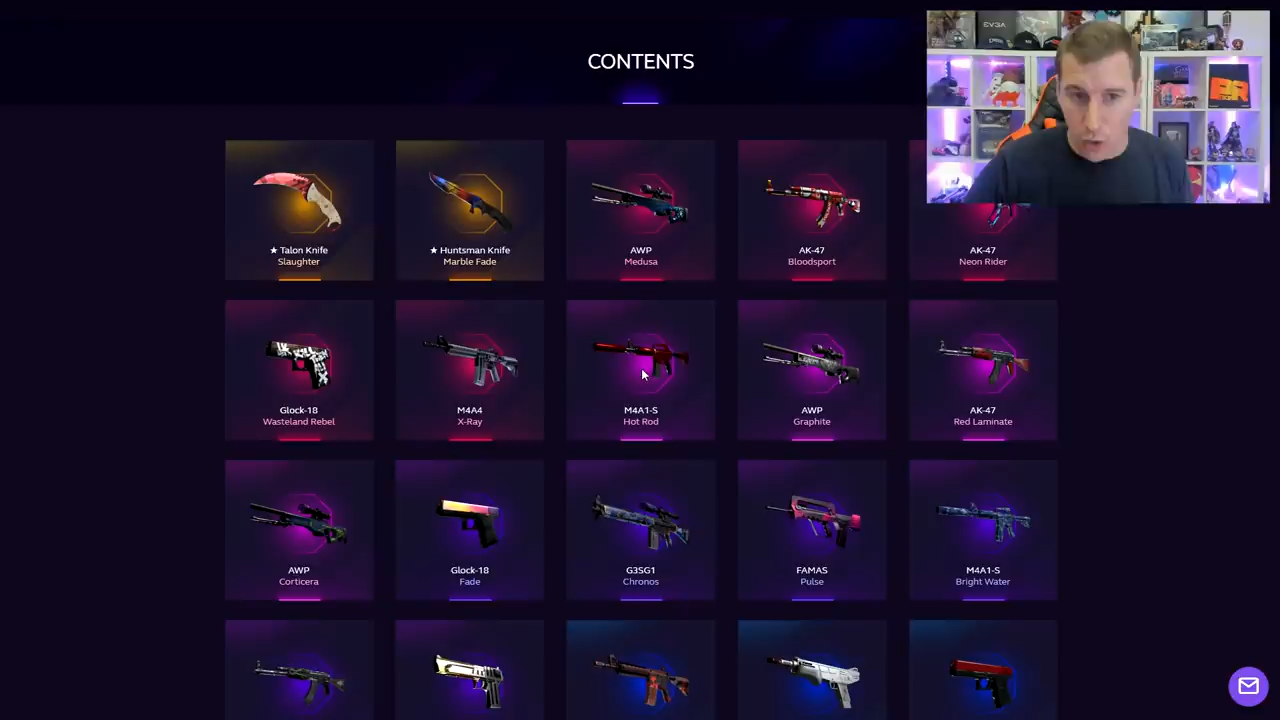 CONTENTS
EVGA
★ Talon Knife
Slaughter
★ Huntsman Knife
Marble Fade
AWP
Medusa
AK-47
Bloodsport
AK-47
Neon Rider
Glock-18
Wasteland Rebel
M4A4
X-Ray
M4A1-S
Hot Rod
AWP
Graphite
AK-47
Red Laminate
AWP
Corticera
Glock-18
Fade
G3SG1
Chronos
FAMAS
Pulse
M4A1-S
Bright Water